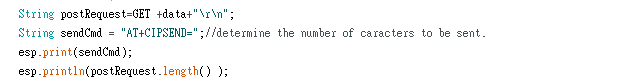 String postRequest=GET +data+"\r\n";
String sendCmd = "AT+CIPSEND=";//determine the number of caracters to be sent.
esp.print(sendCmd);
esp.println(postRequest.length() );